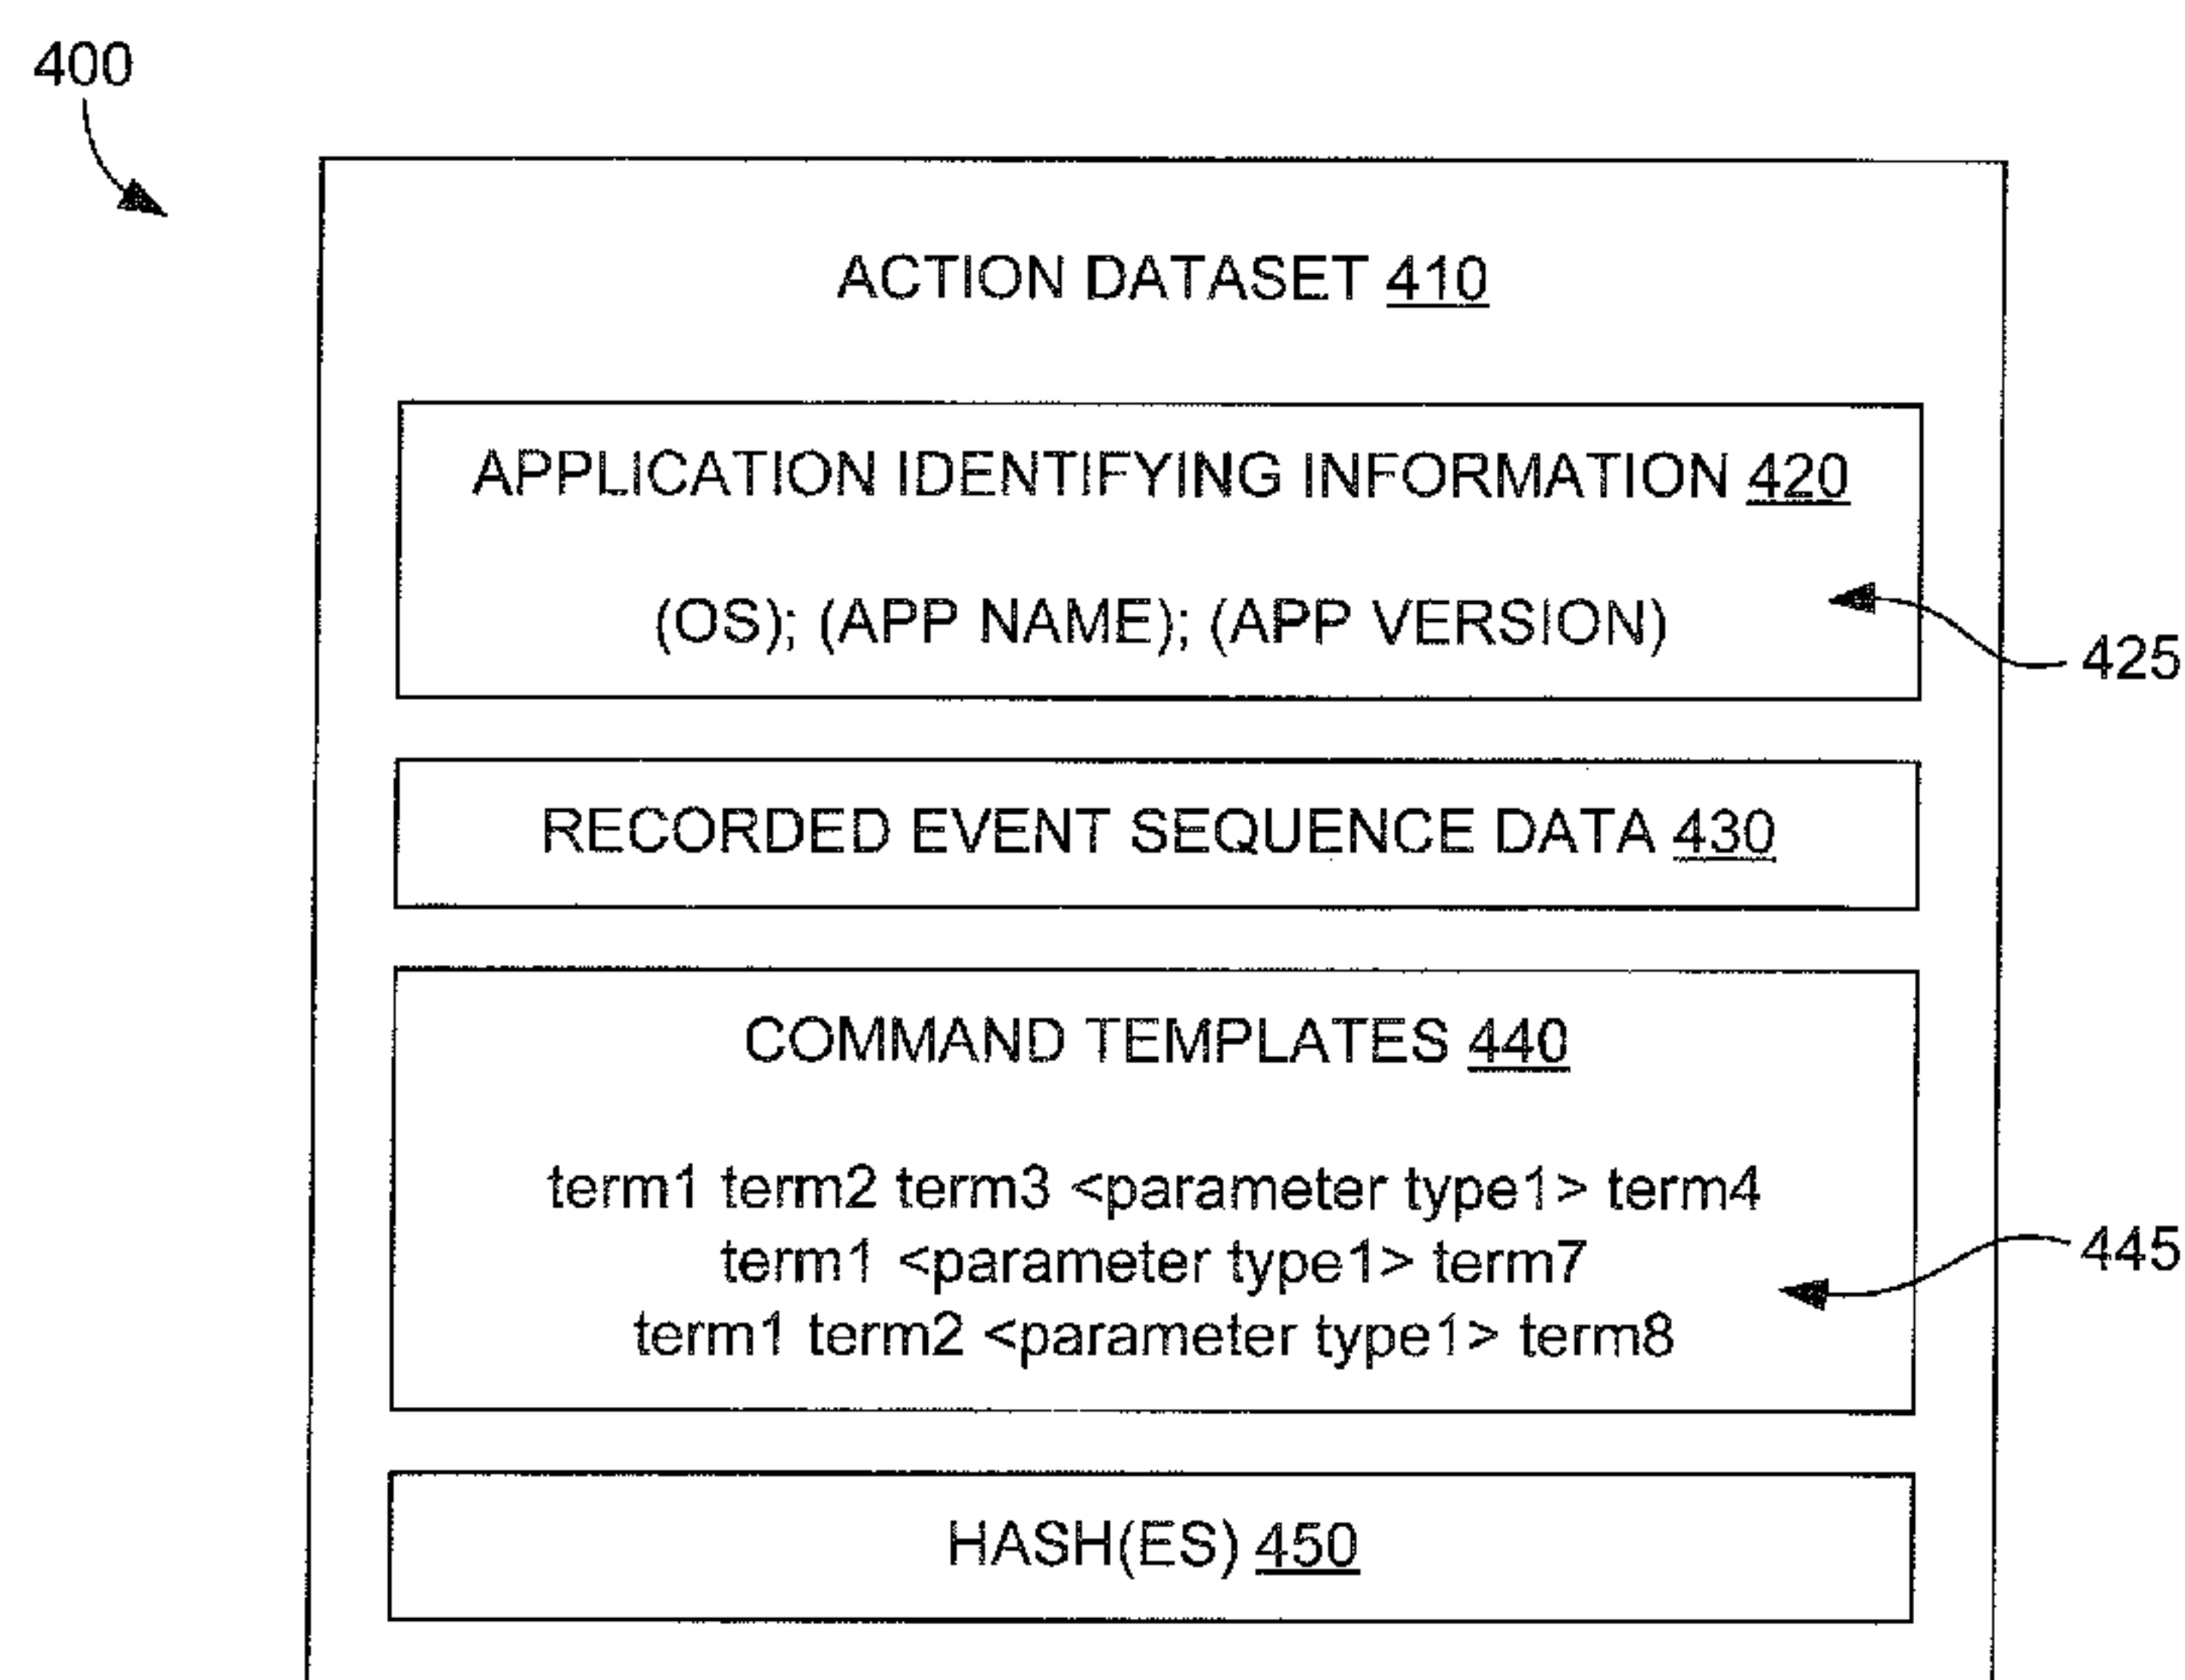 400
ACTION DATASET 410
APPLICATION IDENTIFYING INFORMATION 420
(OS); (APP NAME); (APP VERSION)
425
RECORDED EVENT SEQUENCE DATA 430
COMMAND TEMPLATES 440
term1 term2 term3 <parameter type1> term4
term1 <parameter type1> term7
445
term1 term2 <parameter type1> term8
HASH(ES) 450